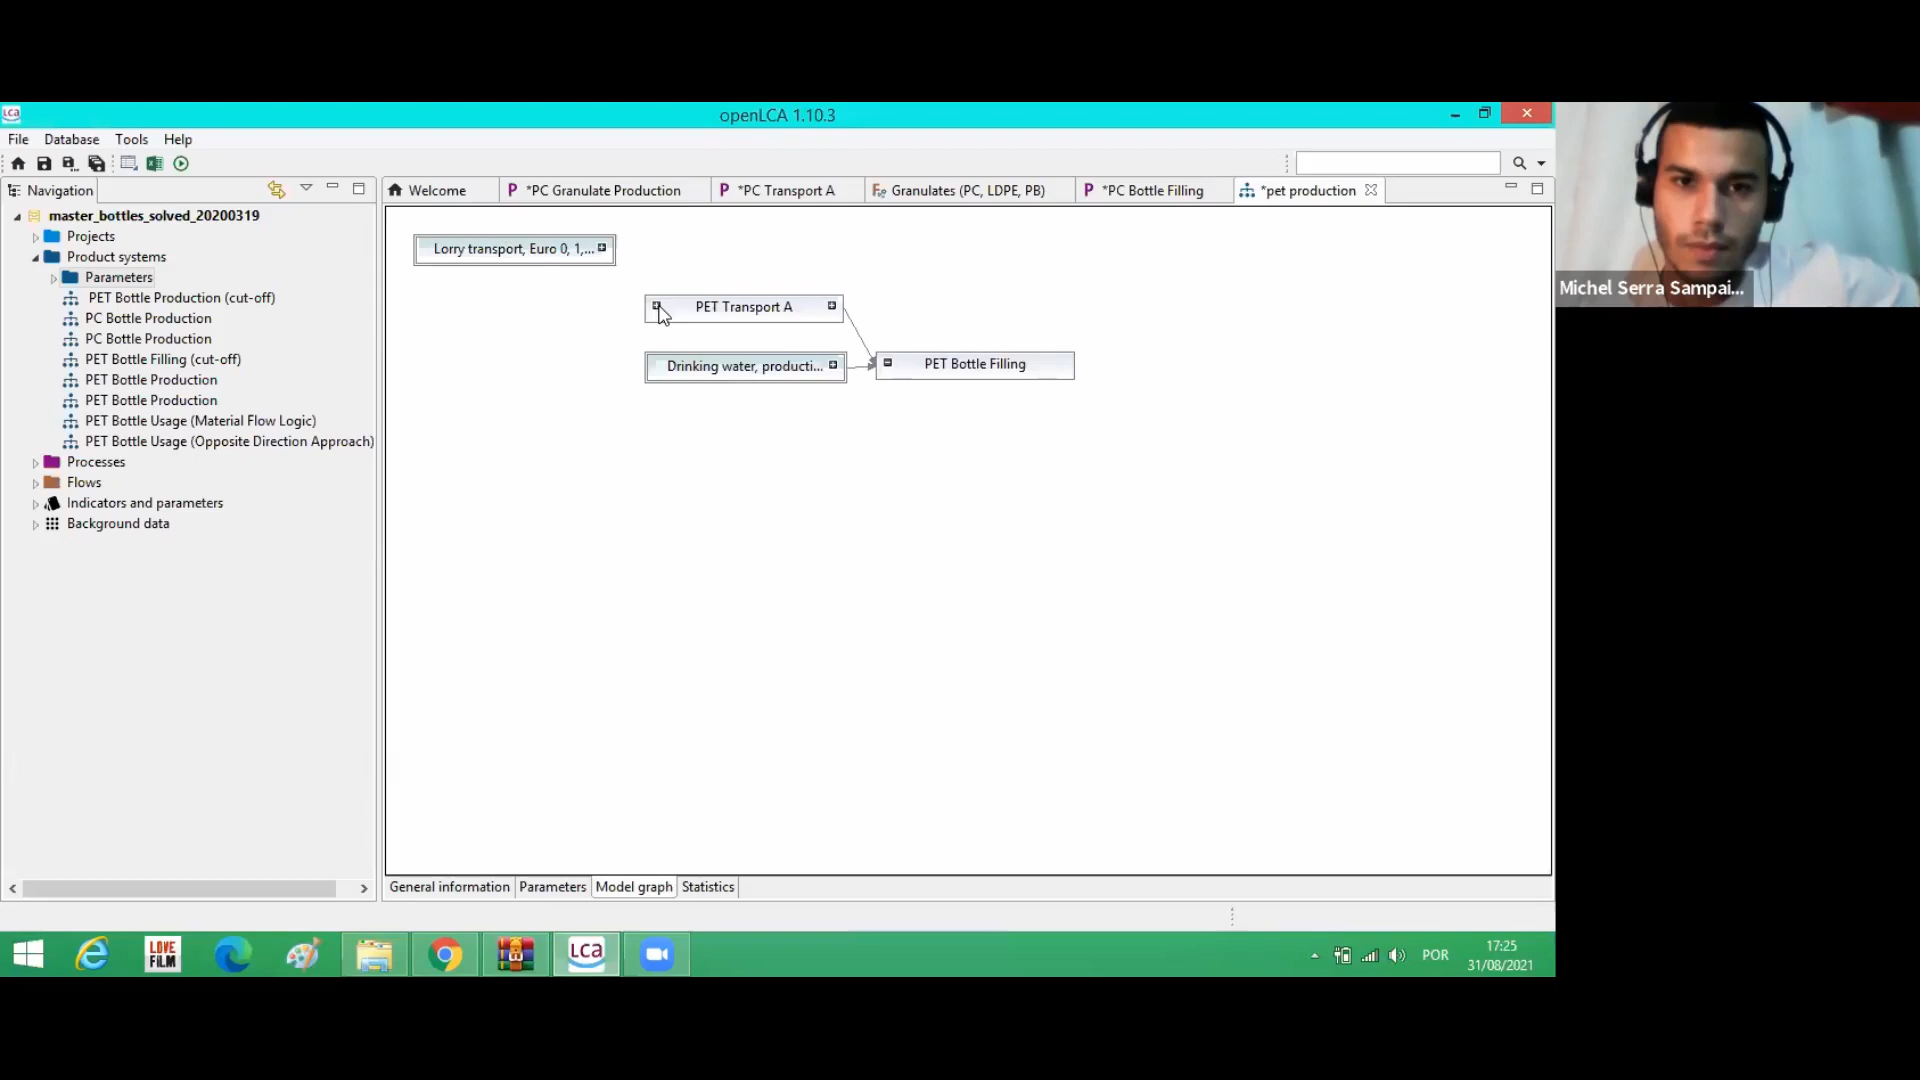 LCA
openLCA 1.10.3
File Database Tools Help
Navigation
Welcome
P *PC Granulate Production
P *PC Transport A
Granulates (PC, LDPE, PB)
P *PC Bottle Filling
*pet production
master_bottles_solved_20200319
Projects
Product systems
Parameters
PET Bottle Production (cut-off)
PC Bottle Production
PC Bottle Production
PET Bottle Filling (cut-off)
PET Bottle Production
PET Bottle Production
PET Bottle Usage (Material Flow Logic)
PET Bottle Usage (Opposite Direction Approach)
Processes
Flows
Indicators and parameters
Background data
Lorry transport, Euro 0, 1,...
PET Transport A
Drinking water, producti...
PET Bottle Filling
General information Parameters Model graph Statistics
Michel Serra Sampai...
LOVE
FILM
LCA
POR
17:25
31/08/2021